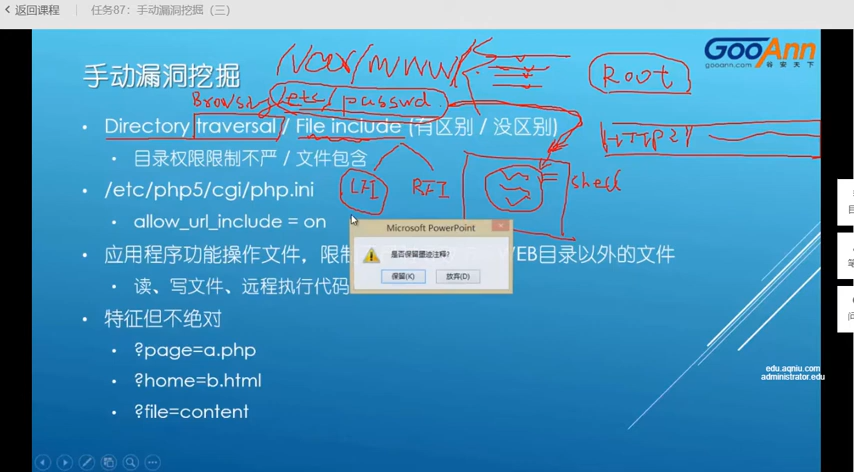 返回课程 任务87：手动漏洞挖掘（三）
GooAnn
gooann.com 谷安天下
手动漏洞挖掘
/var/www/
Root
Browser
/etc/passwd
Directory traversal / File include (有区别 / 没区别)
HTTP
目录权限限制不严 / 文件包含
LFI RFI
shell
/etc/php5/cgi/php.ini
allow_url_include = on
Microsoft PowerPoint
是否保留墨迹注释?
保留(K) 放弃(D)
应用程序功能操作文件，限制
WEB目录以外的文件
读、写文件、远程执行代码
特征但不绝对
?page=a.php
?home=b.html
?file=content
edu.aqniu.com
administrator.edu